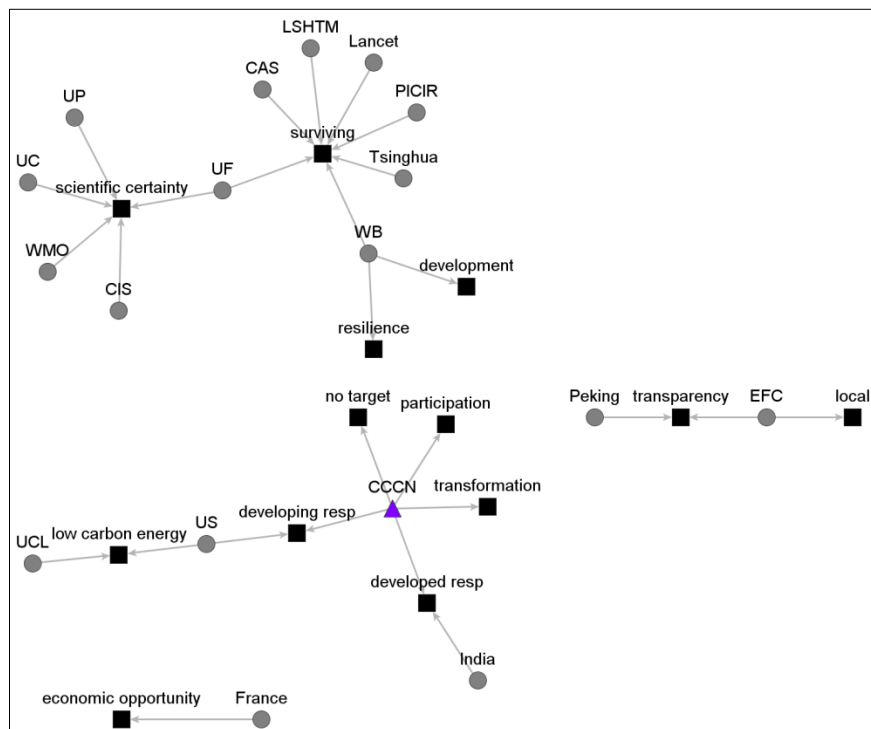 LSHTM
Lancet
CAS
PICIR
UP
surviving
Tsinghua
UC
scientific certainty
UF
WMO
WB
development
CIS
resilience
no target
participation
Peking
transparency
EFC
local
CCCN
transformation
developing resp
US
low carbon energy
UCL
developed resp
India
economic opportunity
France